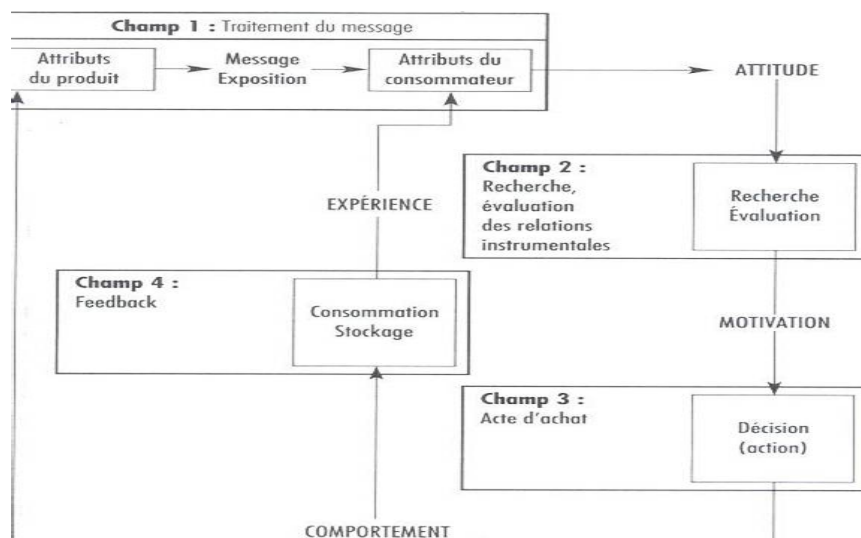 Champ 1 : Traitement du message
Attributs
du produit
Message
Exposition
Attributs du
consommateur
ATTITUDE
Champ 2 :
Recherche,
évaluation
des relations
instrumentales
Recherche
Évaluation
EXPÉRIENCE
Champ 4 :
Feedback
Consommation
Stockage
MOTIVATION
Champ 3 :
Acte d'achat
Décision
(action)
COMPORTEMENT